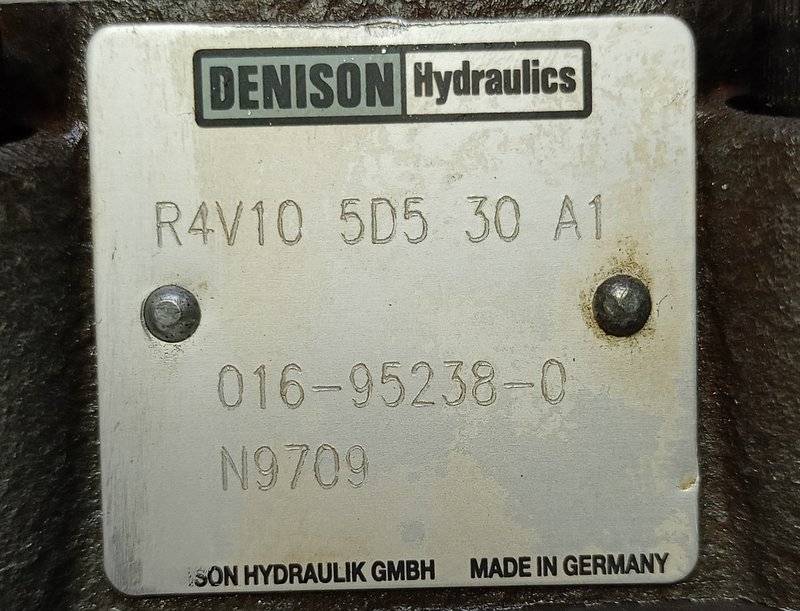 DENISON Hydraulics
R4V10 5D5 30 A1
016-95238-0
N9709
SON HYDRAULIK GMBH MADE IN GERMANY